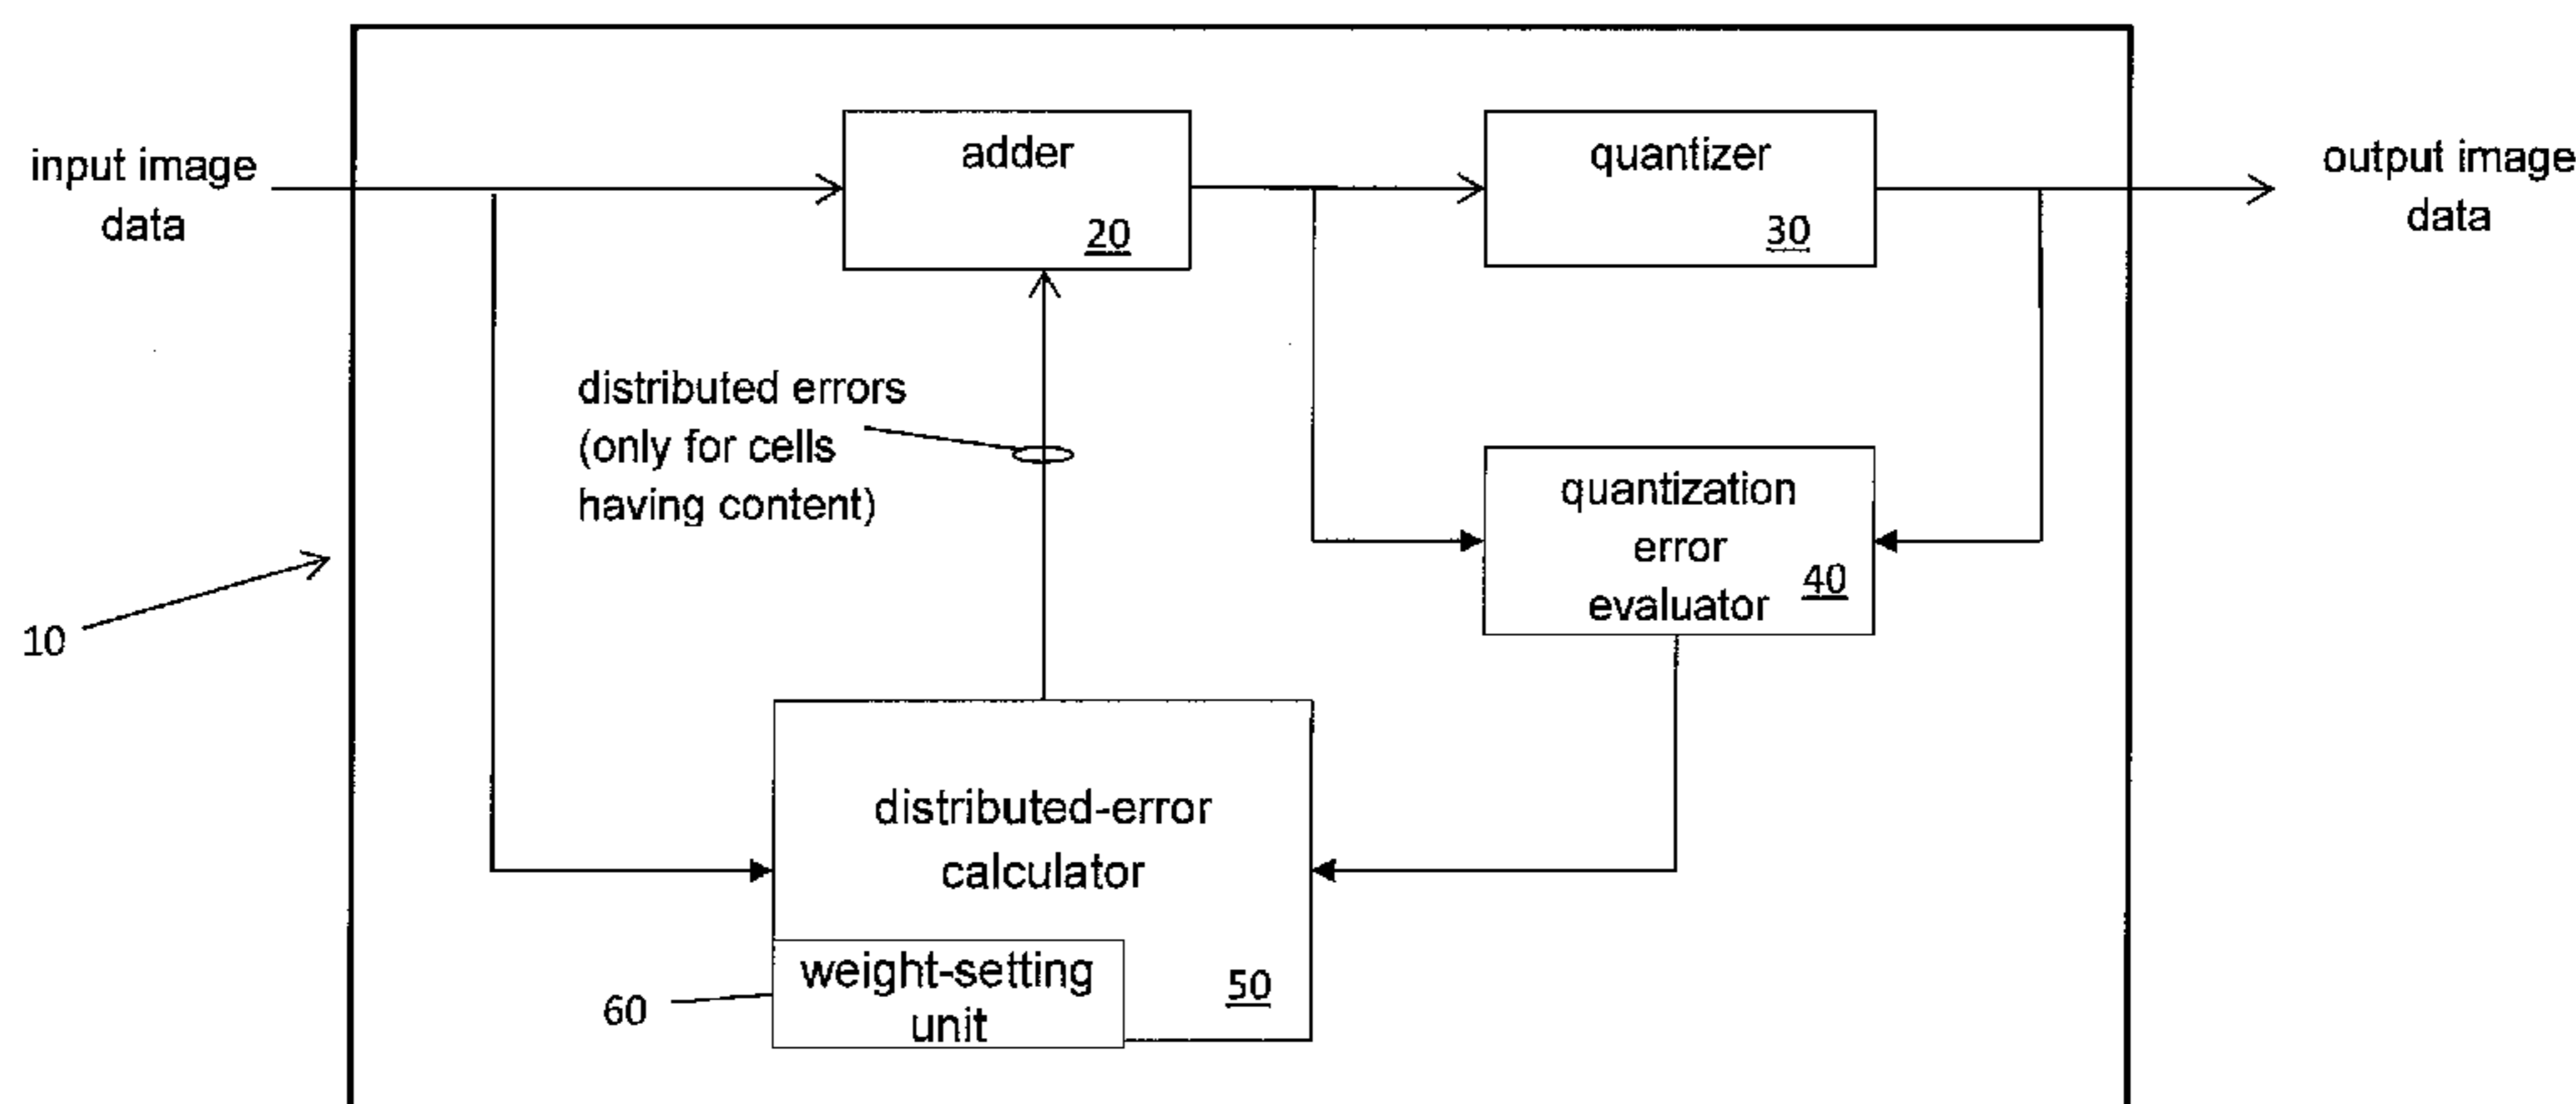 input image
data
adder
20
quantizer
30
output image
data
distributed errors
(only for cells
having content)
quantization
error
evaluator
40
10
distributed-error
calculator
50
weight-setting
unit
60